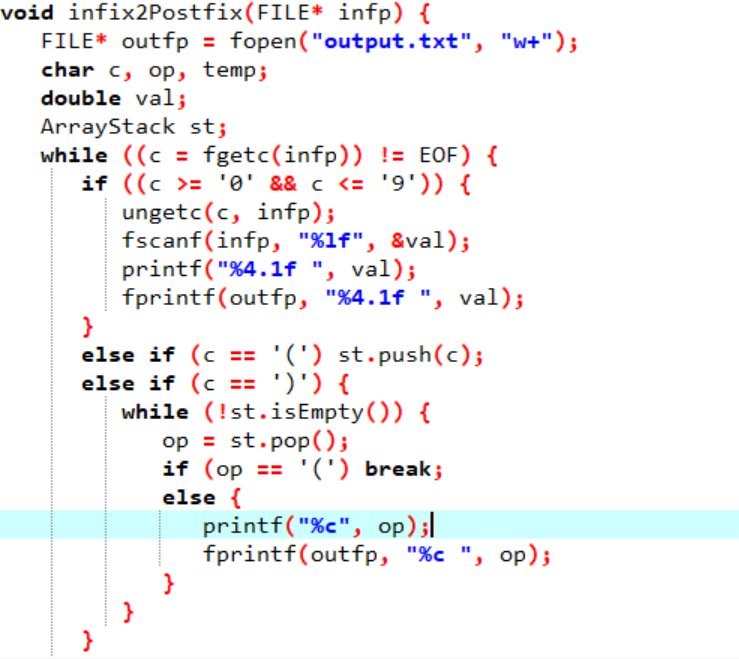 void infix2Postfix(FILE* infp) {
   FILE* outfp = fopen("output.txt", "w+");
   char c, op, temp;
   double val;
   ArrayStack st;
   while ((c = fgetc(infp)) != EOF) {
      if ((c >= '0' && c <= '9')) {
         ungetc(c, infp);
         fscanf(infp, "%lf", &val);
         printf("%4.1f ", val);
         fprintf(outfp, "%4.1f ", val);
      }
      else if (c == '(') st.push(c);
      else if (c == ')') {
         while (!st.isEmpty()) {
            op = st.pop();
            if (op == '(') break;
            else {
               printf("%c", op);
               fprintf(outfp, "%c ", op);
            }
         }
      }